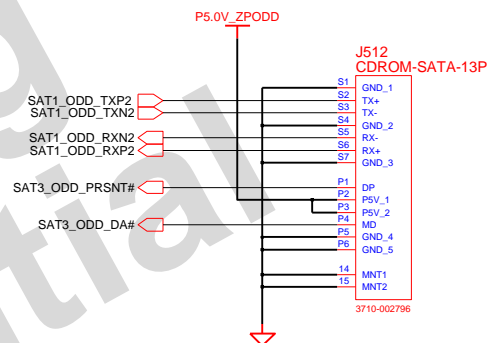 P5.0V_ZPODD
J512
CDROM-SATA-13P
S1 GND_1
SAT1_ODD_TXP2 S2 TX+
SAT1_ODD_TXN2 S3 TX-
S4 GND_2
SAT1_ODD_RXN2 S5 RX-
SAT1_ODD_RXP2 S6 RX+
S7 GND_3
SAT3_ODD_PRSNT# P1 DP
P2 P5V_1
P3 P5V_2
SAT3_ODD_DA# P4 MD
P5 GND_4
P6 GND_5
14 MNT1
15 MNT2
3710-002796